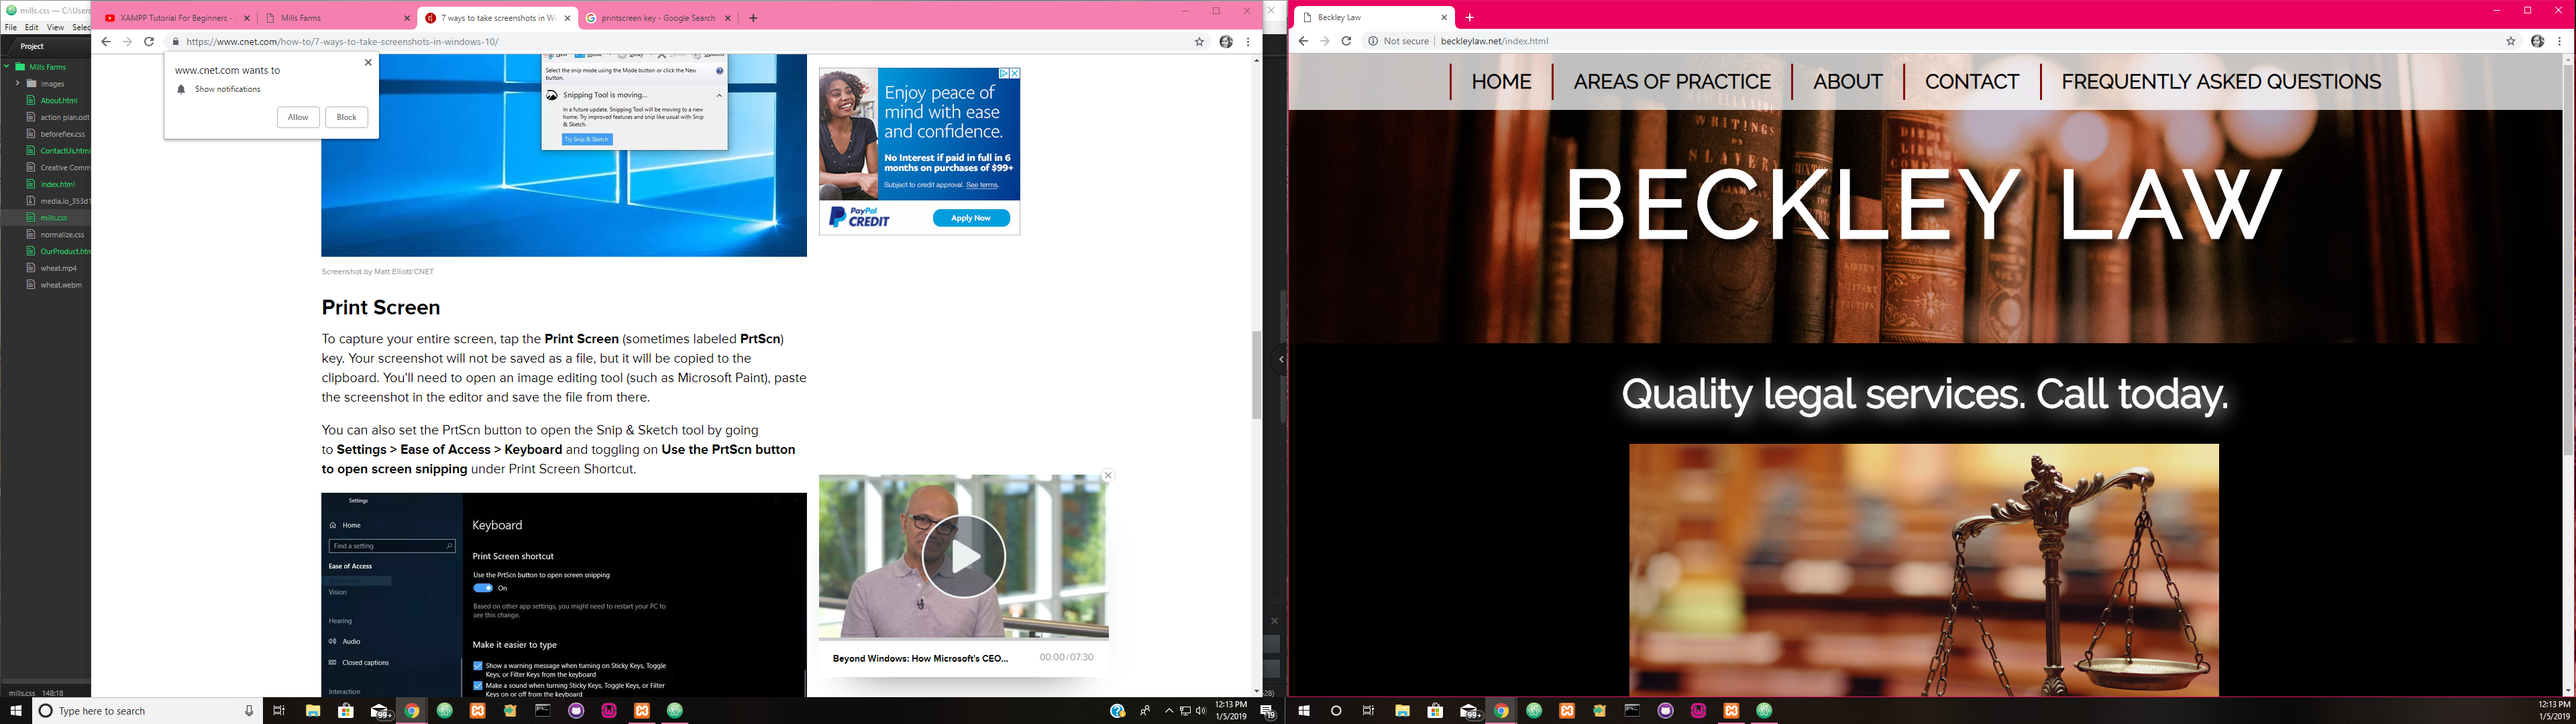 mills.css — C:\Users
File Edit View Selec
Project
Mills Farms
images
About.html
action plan.odt
beforeflex.css
ContactUs.html
Creative Comm
index.html
media.io_353d1
mills.css
normalize.css
OurProduct.htm
wheat.mp4
wheat.webm
mills.css 148:18
XAMPP Tutorial For Beginners -
Mills Farms
7 ways to take screenshots in Wi
printscreen key - Google Search
https://www.cnet.com/how-to/7-ways-to-take-screenshots-in-windows-10/
www.cnet.com wants to
Show notifications
Allow
Block
Select the snip mode using the Mode button or click the New
button.
Snipping Tool is moving...
In a future update, Snipping Tool will be moving to a new
home. Try improved features and snip like usual with Snip
& Sketch.
Try Snip & Sketch
Screenshot by Matt Elliott/CNET
Print Screen
To capture your entire screen, tap the Print Screen (sometimes labeled PrtScn)
key. Your screenshot will not be saved as a file, but it will be copied to the
clipboard. You'll need to open an image editing tool (such as Microsoft Paint), paste
the screenshot in the editor and save the file from there.
You can also set the PrtScn button to open the Snip & Sketch tool by going
to Settings > Ease of Access > Keyboard and toggling on Use the PrtScn button
to open screen snipping under Print Screen Shortcut.
Settings
Home
Find a setting
Ease of Access
Vision
Hearing
Audio
Closed captions
Interaction
Keyboard
Print Screen shortcut
Use the PrtScn button to open screen snipping
On
Based on other app settings, you might need to restart your PC to
see this change.
Make it easier to type
Show a warning message when turning on Sticky Keys, Toggle
Keys, or Filter Keys from the keyboard
Make a sound when turning Sticky Keys, Toggle Keys, or Filter
Keys on or off from the keyboard
Enjoy peace of
mind with ease
and confidence.
No Interest if paid in full in 6
months on purchases of $99+
Subject to credit approval. See terms.
PayPal
CREDIT
Apply Now
Beyond Windows: How Microsoft's CEO...
00:00/07:30
528)
Type here to search
99+
12:13 PM
1/5/2019
19
Beckley Law
Not secure | beckleylaw.net/index.html
HOME
AREAS OF PRACTICE
ABOUT
CONTACT
FREQUENTLY ASKED QUESTIONS
WRITINGS
ON
SLAVERY
BECKLEY LAW
Quality legal services. Call today.
99+
12:13 PM
1/5/2019